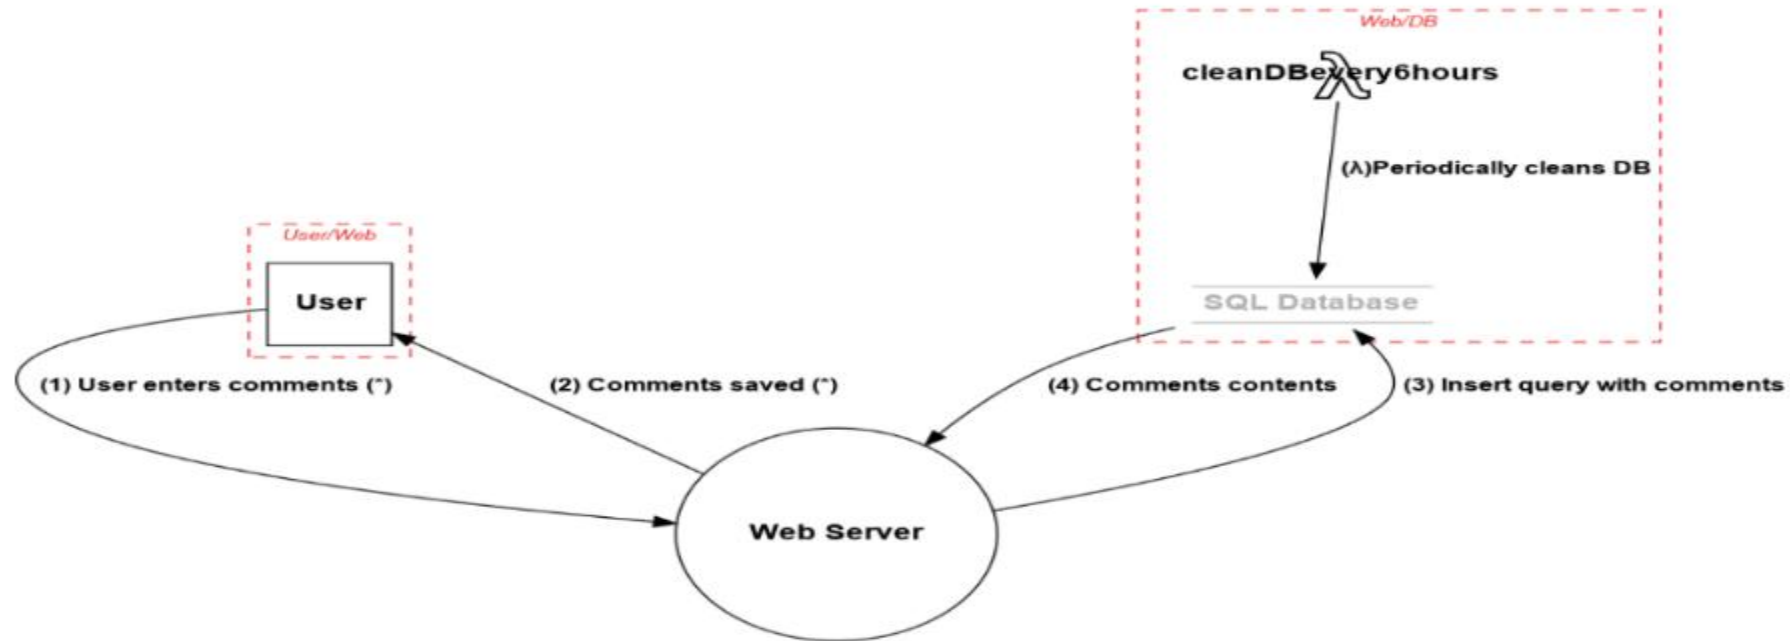 Web/DB
cleanDBevery6hours
(λ)Periodically cleans DB
User/Web
User
SQL Database
(1) User enters comments (*)
(2) Comments saved (*)
(4) Comments contents
(3) Insert query with comments
Web Server